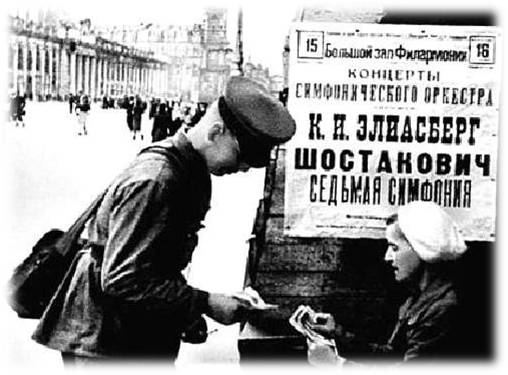 15 Большой зал Филармонии 16
КОНЦЕРТЫ
СИМФОНИЧЕСКОГО ОРКЕСТРА
К. И. ЭЛИАСБЕРГ
ШОСТАКОВИЧ
СЕДЬМАЯ СИМФОНИЯ